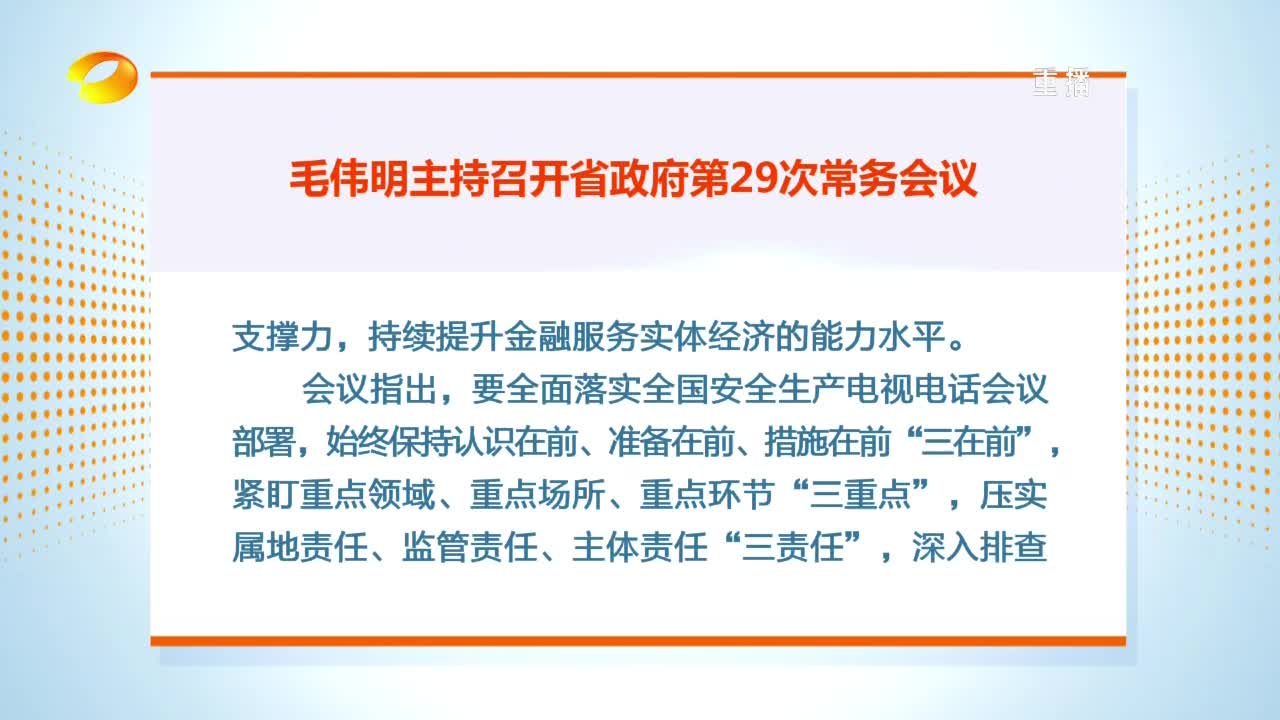 重播
毛伟明主持召开省政府第29次常务会议
支撑力，持续提升金融服务实体经济的能力水平。
会议指出，要全面落实全国安全生产电视电话会议
部署，始终保持认识在前、准备在前、措施在前“三在前”，
紧盯重点领域、重点场所、重点环节“三重点”，压实
属地责任、监管责任、主体责任“三责任”，深入排查